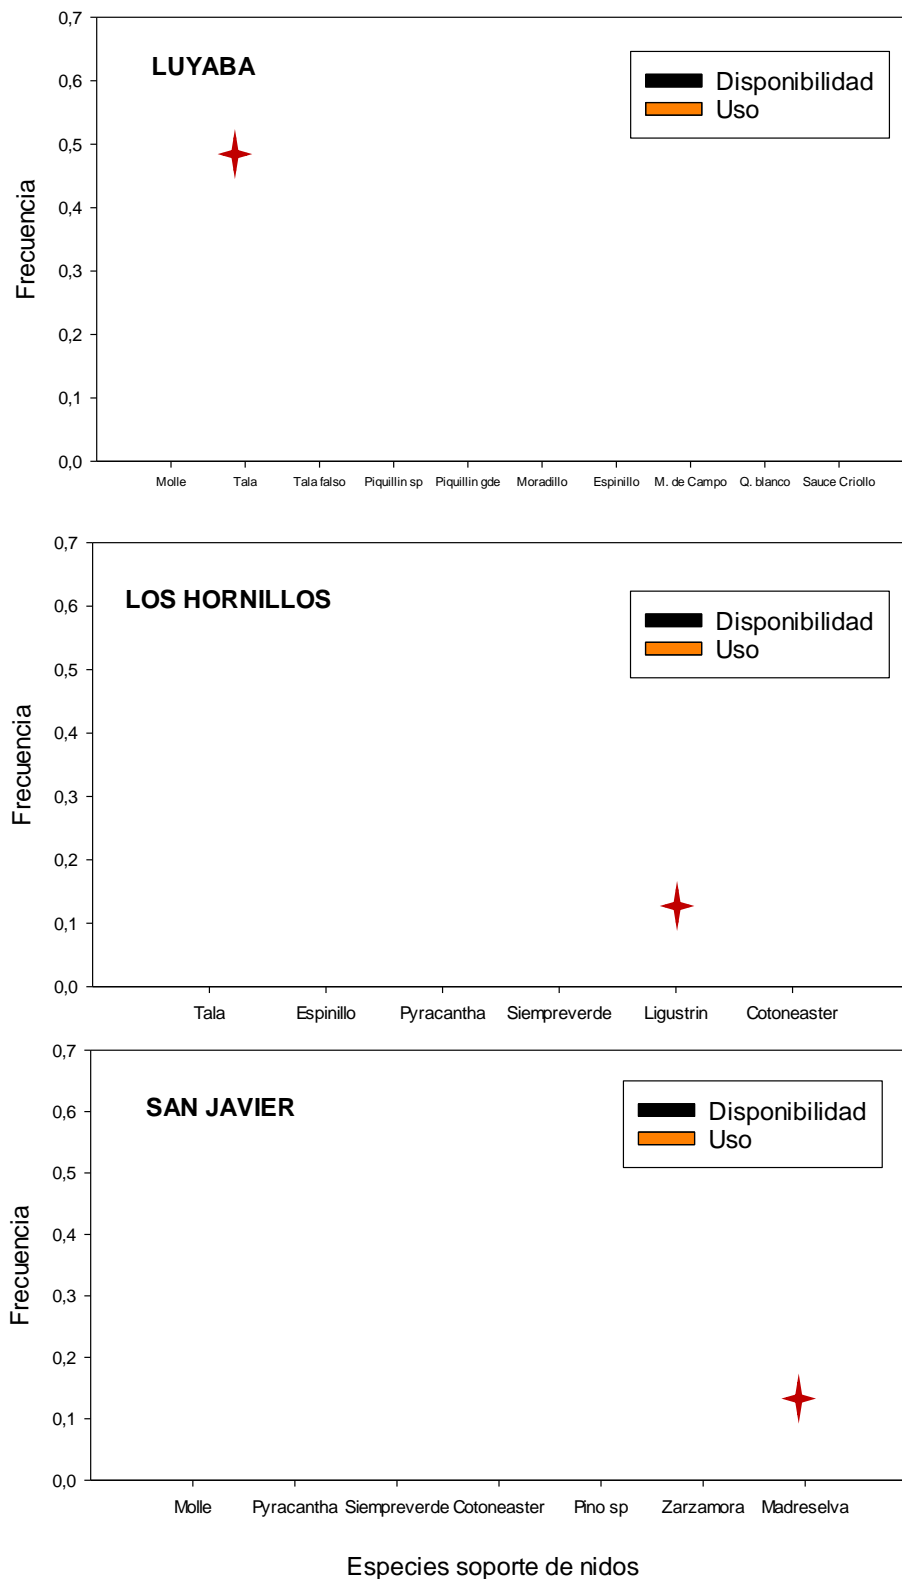 0,7
0,6
0,5
0,4
0,3
0,2
0,1
0,0
Frecuencia
LUYABA
Disponibilidad
Uso
Molle Tala Tala falso Piquillin sp Piquillin gde Moradillo Espinillo M. de Campo Q. blanco Sauce Criollo
0,7
0,6
0,5
0,4
0,3
0,2
0,1
0,0
Frecuencia
LOS HORNILLOS
Disponibilidad
Uso
Tala Espinillo Pyracantha Siempreverde Ligustrin Cotoneaster
0,7
0,6
0,5
0,4
0,3
0,2
0,1
0,0
Frecuencia
SAN JAVIER
Disponibilidad
Uso
Molle Pyracantha Siempreverde Cotoneaster Pino sp Zarzamora Madreselva
Especies soporte de nidos